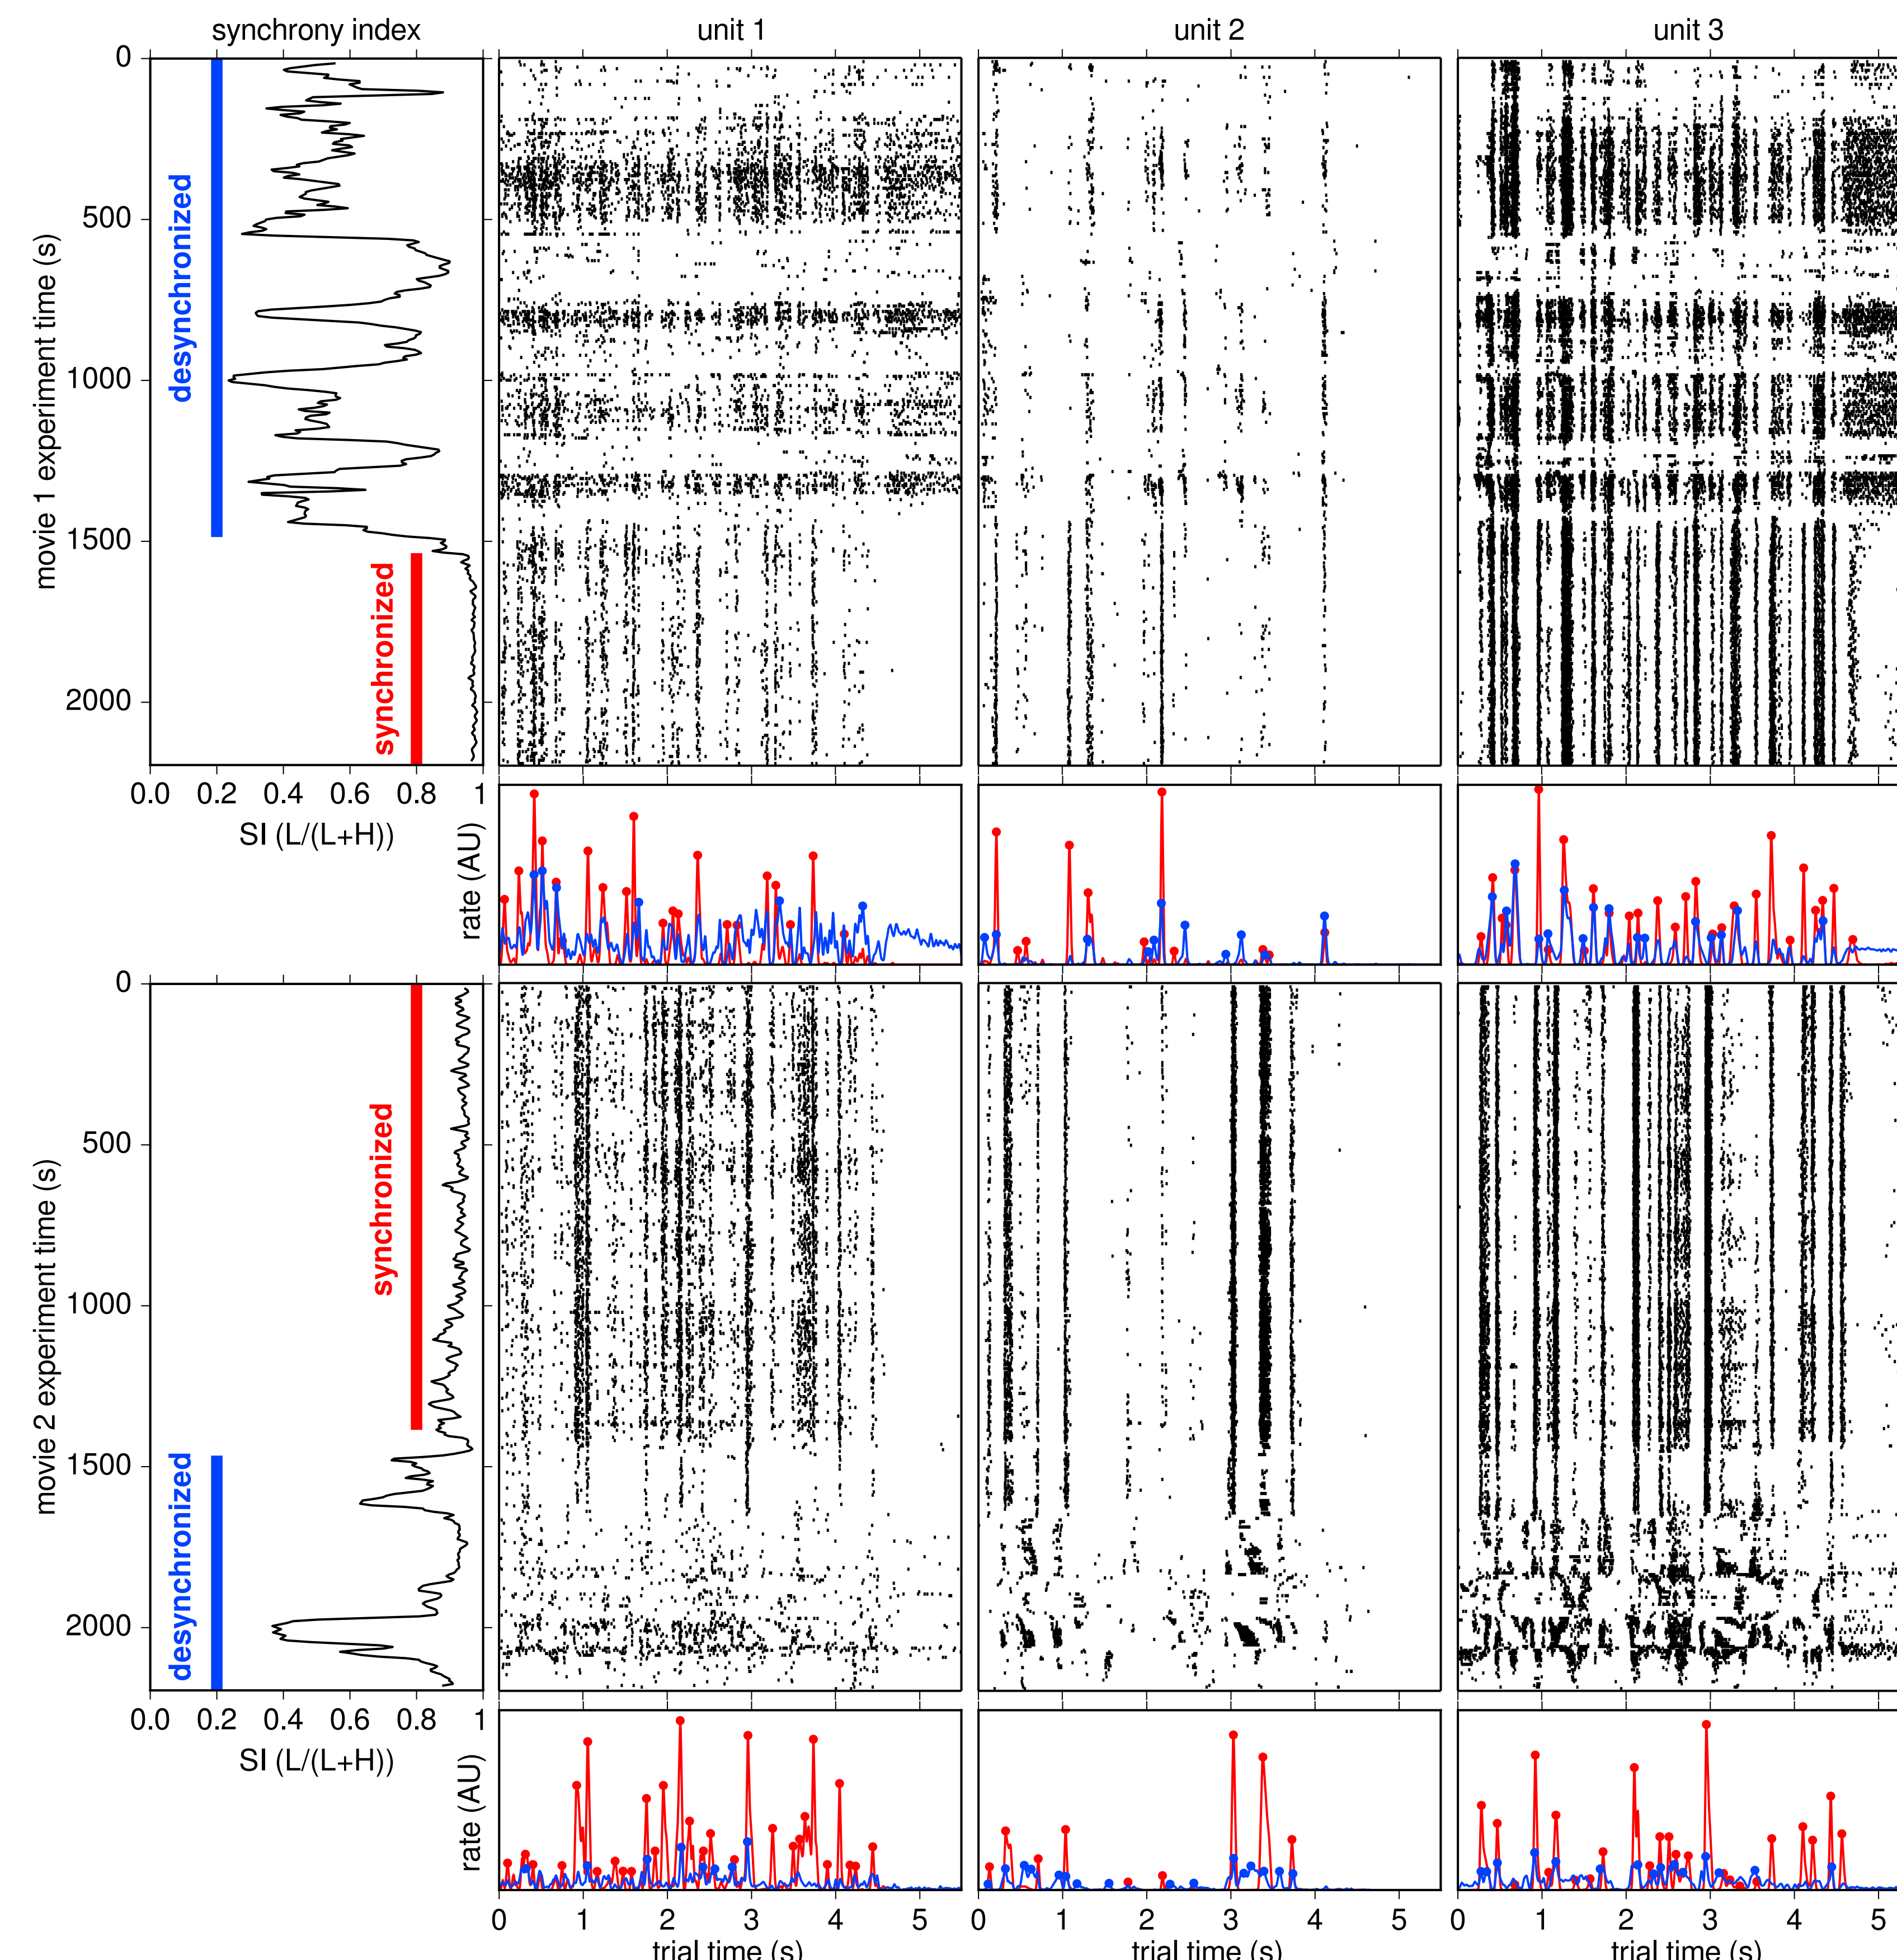 synchrony index
unit 1
unit 2
unit 3
0
500
1000
1500
2000
movie 1 experiment time (s)
desynchronized
synchronized
0.0 0.2 0.4 0.6 0.8 1
SI (L/(L+H))
rate (AU)
0
500
1000
1500
2000
movie 2 experiment time (s)
synchronized
desynchronized
0.0 0.2 0.4 0.6 0.8 1
SI (L/(L+H))
rate (AU)
0 1 2 3 4 5
0 1 2 3 4 5
0 1 2 3 4 5
trial time (s)
trial time (s)
trial time (s)